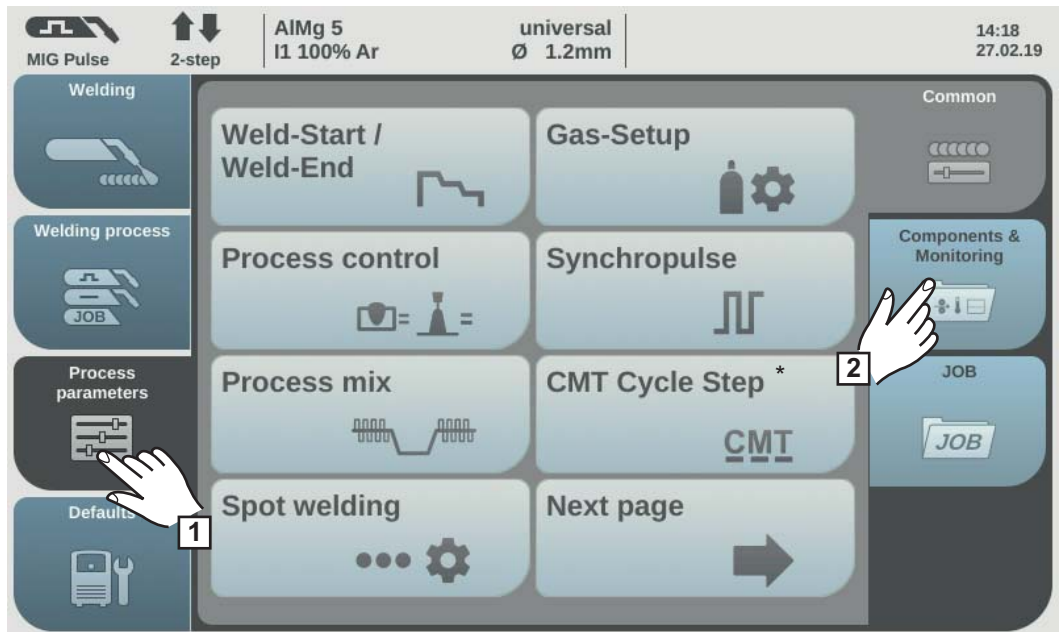 MIG Pulse
2-step
AlMg 5
I1 100% Ar
universal
Ø 1.2mm
14:18
27.02.19
Welding
Welding process
JOB
Process
parameters
1
Defaults
Weld-Start /
Weld-End
Gas-Setup
Process control
= =
Synchropulse
Process mix
CMT Cycle Step *
CMT
Spot welding
Next page
Common
Components &
Monitoring
2
JOB
JOB